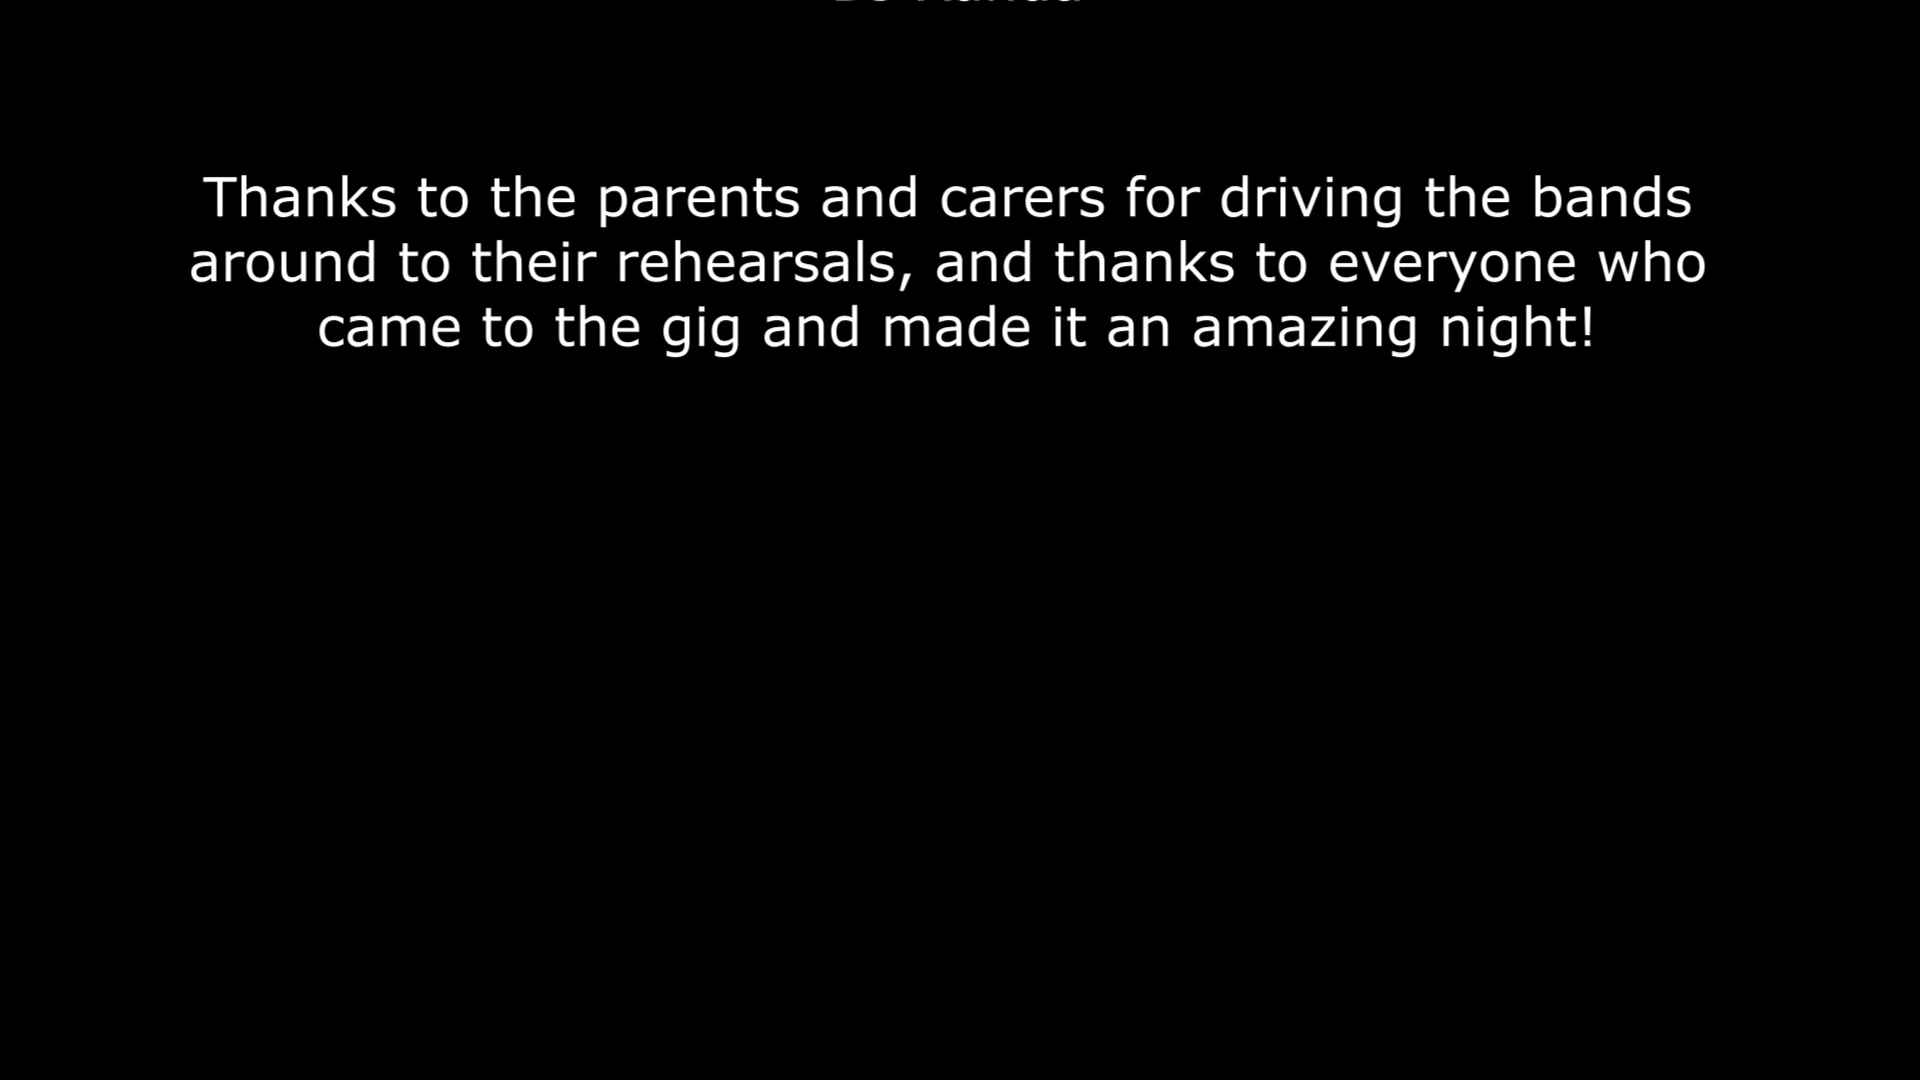 Thanks to the parents and carers for driving the bands
around to their rehearsals, and thanks to everyone who
came to the gig and made it an amazing night!